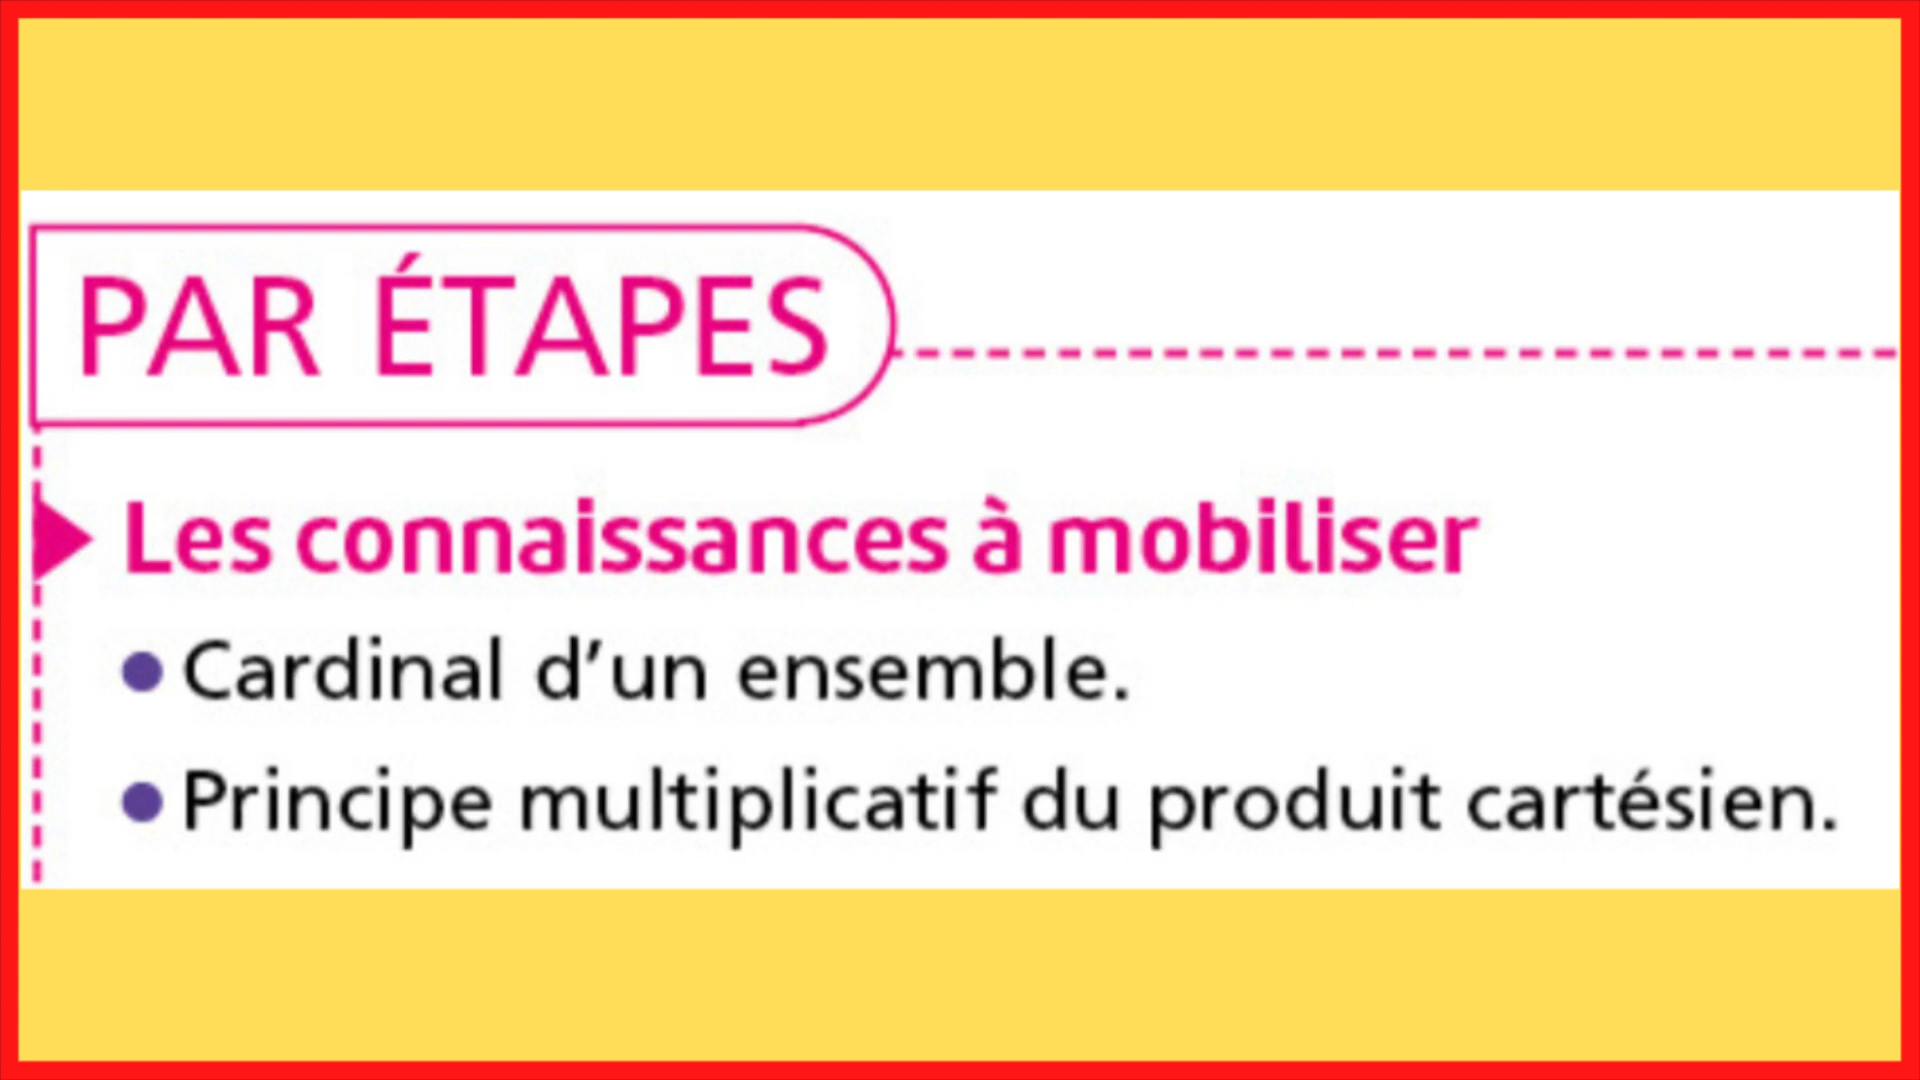 PAR ÉTAPES
Les connaissances à mobiliser
Cardinal d’un ensemble.
Principe multiplicatif du produit cartésien.